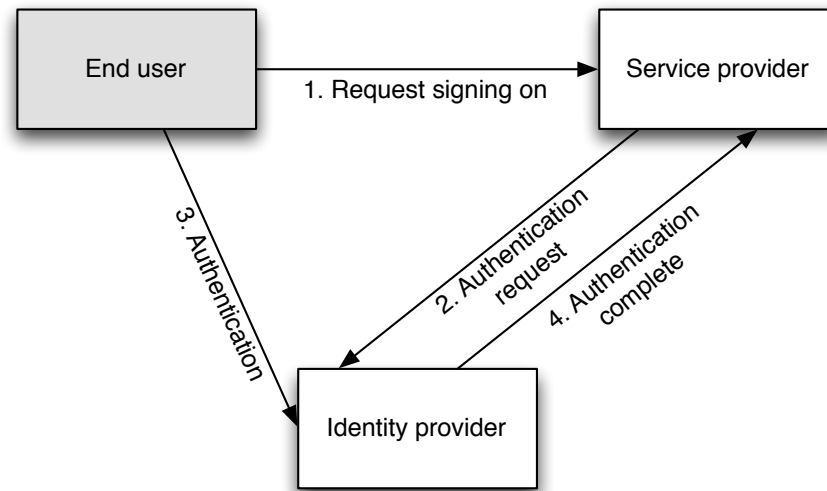 End user
Service provider
1. Request signing on
2. Authentication
request
3. Authentication
4. Authentication
complete
Identity provider